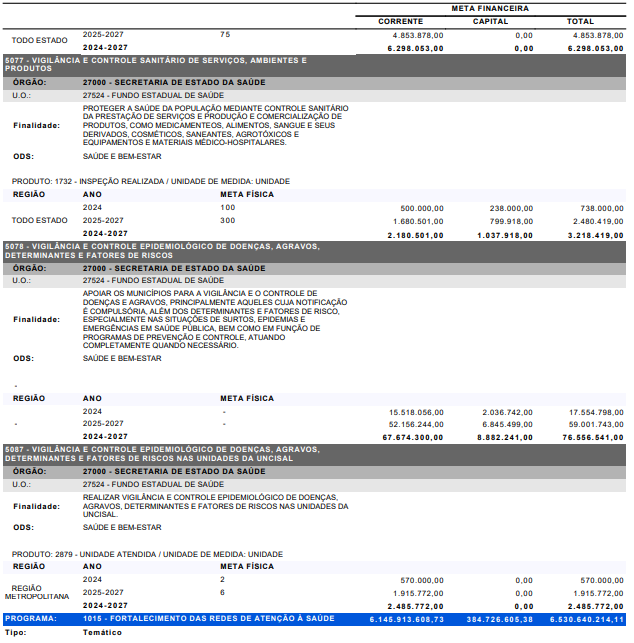 META FINANCEIRA
CORRENTE CAPITAL TOTAL
TODO ESTADO 2025-2027 75 4.853.878,00 0,00 4.853.878,00
2024-2027 6.298.053,00 0,00 6.298.053,00
5077 - VIGILÂNCIA E CONTROLE SANITÁRIO DE SERVIÇOS, AMBIENTES E
PRODUTOS
ÓRGÃO: 27000 - SECRETARIA DE ESTADO DA SAÚDE
U.O.: 27524 - FUNDO ESTADUAL DE SAÚDE
Finalidade: PROTEGER A SAÚDE DA POPULAÇÃO MEDIANTE CONTROLE SANITÁRIO
DA PRESTAÇÃO DE SERVIÇOS E PRODUÇÃO E COMERCIALIZAÇÃO DE
PRODUTOS, COMO MEDICAMENTEOS, ALIMENTOS, SANGUE E SEUS
DERIVADOS, COSMÉTICOS, SANEANTES, AGROTÓXICOS E
EQUIPAMENTOS E MATERIAIS MÉDICO-HOSPITALARES.
ODS: SAÚDE E BEM-ESTAR
PRODUTO: 1732 - INSPEÇÃO REALIZADA / UNIDADE DE MEDIDA: UNIDADE
REGIÃO ANO META FÍSICA
2024 100 500.000,00 238.000,00 738.000,00
TODO ESTADO 2025-2027 300 1.680.501,00 799.918,00 2.480.419,00
2024-2027 2.180.501,00 1.037.918,00 3.218.419,00
5078 - VIGILÂNCIA E CONTROLE EPIDEMIOLÓGICO DE DOENÇAS, AGRAVOS,
DETERMINANTES E FATORES DE RISCOS
ÓRGÃO: 27000 - SECRETARIA DE ESTADO DA SAÚDE
U.O.: 27524 - FUNDO ESTADUAL DE SAÚDE
Finalidade: APOIAR OS MUNICÍPIOS PARA A VIGILÂNCIA E O CONTROLE DE
DOENÇAS E AGRAVOS, PRINCIPALMENTE AQUELES CUJA NOTIFICAÇÃO
É COMPULSÓRIA, ALÉM DOS DETERMINANTES E FATORES DE RISCO,
ESPECIALMENTE NAS SITUAÇÕES DE SURTOS, EPIDEMIAS E
EMERGÊNCIAS EM SAÚDE PÚBLICA, BEM COMO EM FUNÇÃO DE
PROGRAMAS DE PREVENÇÃO E CONTROLE, ATUANDO
COMPLETAMENTE QUANDO NECESSÁRIO.
ODS: SAÚDE E BEM-ESTAR
-
REGIÃO ANO META FÍSICA
2024 - 15.518.056,00 2.036.742,00 17.554.798,00
- 2025-2027 - 52.156.244,00 6.845.499,00 59.001.743,00
2024-2027 67.674.300,00 8.882.241,00 76.556.541,00
5087 - VIGILÂNCIA E CONTROLE EPIDEMIOLÓGICO DE DOENÇAS, AGRAVOS,
DETERMINANTES E FATORES DE RISCOS NAS UNIDADES DA UNCISAL
ÓRGÃO: 27000 - SECRETARIA DE ESTADO DA SAÚDE
U.O.: 27524 - FUNDO ESTADUAL DE SAÚDE
Finalidade: REALIZAR VIGILÂNCIA E CONTROLE EPIDEMIOLÓGICO DE DOENÇAS,
AGRAVOS, DETERMINANTES E FATORES DE RISCOS NAS UNIDADES DA
UNCISAL.
ODS: SAÚDE E BEM-ESTAR
PRODUTO: 2879 - UNIDADE ATENDIDA / UNIDADE DE MEDIDA: UNIDADE
REGIÃO ANO META FÍSICA
2024 2 570.000,00 0,00 570.000,00
REGIÃO METROPOLITANA 2025-2027 6 1.915.772,00 0,00 1.915.772,00
2024-2027 2.485.772,00 0,00 2.485.772,00
PROGRAMA: 1015 - FORTALECIMENTO DAS REDES DE ATENÇÃO À SAÚDE 6.145.913.608,73 384.726.605,38 6.530.640.214,11
Tipo: Temático